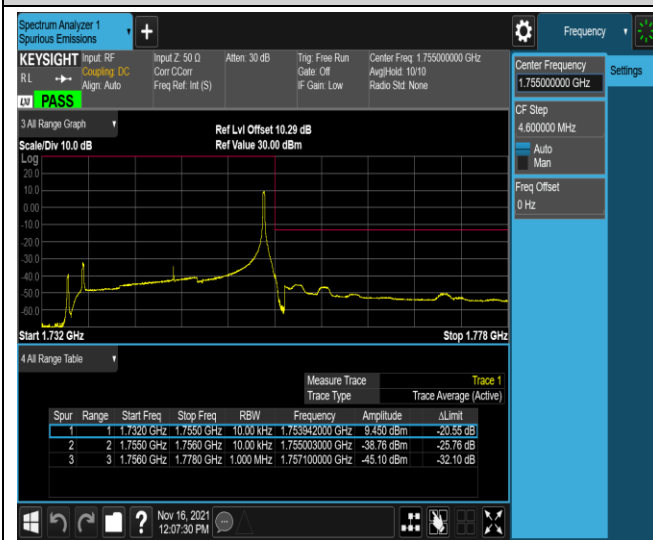 Spectrum Analyzer 1
Spurious Emissions
Frequency
KEYSIGHT
RL
LXI PASS
Input: RF
Coupling: DC
Align: Auto
Input Z: 50 Ω
Corr CCorr
Freq Ref: Int (S)
Atten: 30 dB
Trig: Free Run
Gate: Off
IF Gain: Low
Center Freq: 1.755000000 GHz
Avg|Hold: 10/10
Radio Std: None
Center Frequency
1.755000000 GHz
Settings
CF Step
4.600000 MHz
Auto
Man
Freq Offset
0 Hz
3 All Range Graph
Scale/Div 10.0 dB
Ref Lvl Offset 10.29 dB
Ref Value 30.00 dBm
Log
20.0
10.0
0.00
-10.0
-20.0
-30.0
-40.0
-50.0
-60.0
Start 1.732 GHz
Stop 1.778 GHz
4 All Range Table
Measure Trace Trace 1
Trace Type Trace Average (Active)
Spur Range Start Freq Stop Freq RBW Frequency Amplitude ΔLimit
1 1 1.7320 GHz 1.7550 GHz 10.00 kHz 1.753942000 GHz 9.450 dBm -20.55 dB
2 2 1.7550 GHz 1.7560 GHz 10.00 kHz 1.755003000 GHz -38.76 dBm -25.76 dB
3 3 1.7560 GHz 1.7780 GHz 1.000 MHz 1.757100000 GHz -45.10 dBm -32.10 dB
Nov 16, 2021
12:07:30 PM